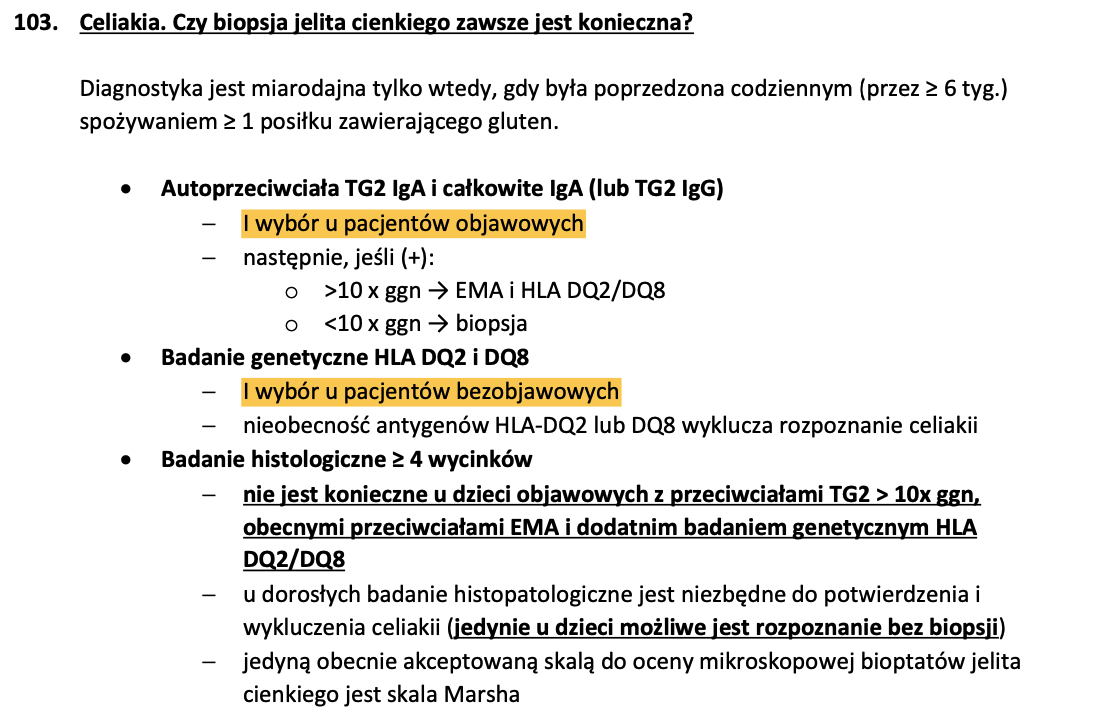 103. Celiakia. Czy biopsja jelita cienkiego zawsze jest konieczna?
Diagnostyka jest miarodajna tylko wtedy, gdy była poprzedzona codziennym (przez ≥ 6 tyg.)
spożywaniem ≥ 1 posiłku zawierającego gluten.
• Autoprzeciwciała TG2 IgA i całkowite IgA (lub TG2 IgG)
– I wybór u pacjentów objawowych
– następnie, jeśli (+):
o >10 x ggn → EMA i HLA DQ2/DQ8
o <10 x ggn → biopsja
• Badanie genetyczne HLA DQ2 i DQ8
– I wybór u pacjentów bezobjawowych
– nieobecność antygenów HLA-DQ2 lub DQ8 wyklucza rozpoznanie celiakii
• Badanie histologiczne ≥ 4 wycinków
– nie jest konieczne u dzieci objawowych z przeciwciałami TG2 > 10x ggn,
obecnymi przeciwciałami EMA i dodatnim badaniem genetycznym HLA
DQ2/DQ8
– u dorosłych badanie histopatologiczne jest niezbędne do potwierdzenia i
wykluczenia celiakii (jedynie u dzieci możliwe jest rozpoznanie bez biopsji)
– jedyną obecnie akceptowaną skalą do oceny mikroskopowej bioptatów jelita
cienkiego jest skala Marsha